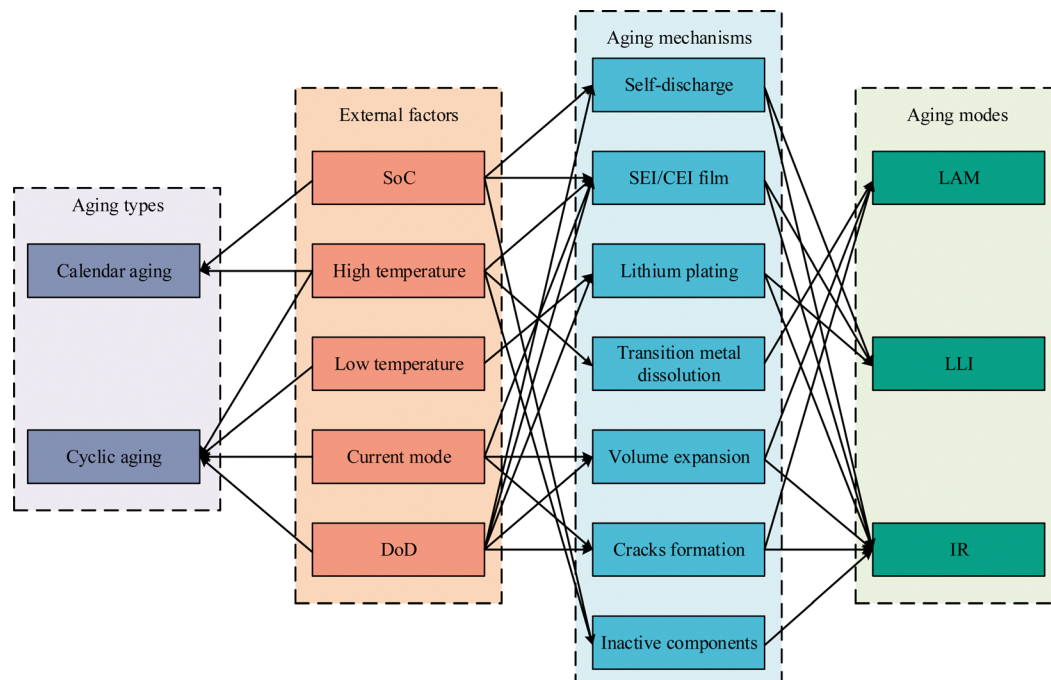 Aging types
Calendar aging
Cyclic aging
External factors
SoC
High temperature
Low temperature
Current mode
DoD
Aging mechanisms
Self-discharge
SEI/CEI film
Lithium plating
Transition metal
dissolution
Volume expansion
Cracks formation
Inactive components
Aging modes
LAM
LLI
IR